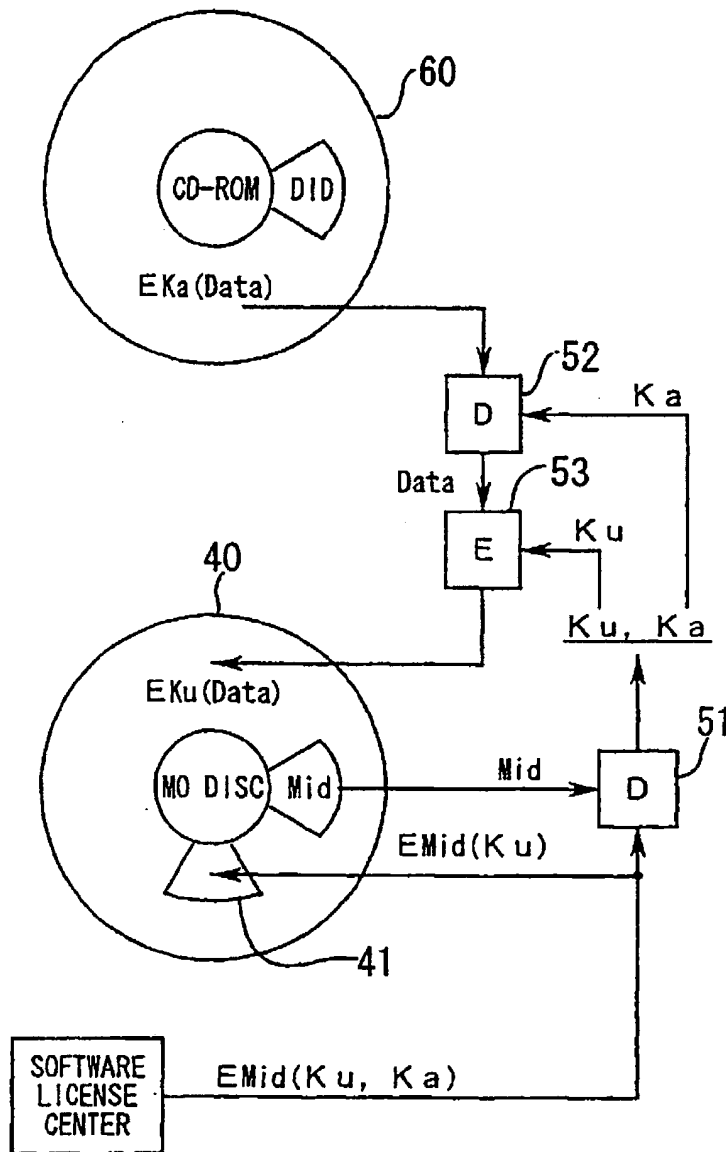 60
CD-ROM
DID
EKa(Data)
52
D
Ka
Data
53
E
Ku
40
EKu(Data)
Ku, Ka
51
MO DISC
Mid
Mid
D
EMid(Ku)
41
SOFTWARE
LICENSE
CENTER
EMid(Ku, Ka)